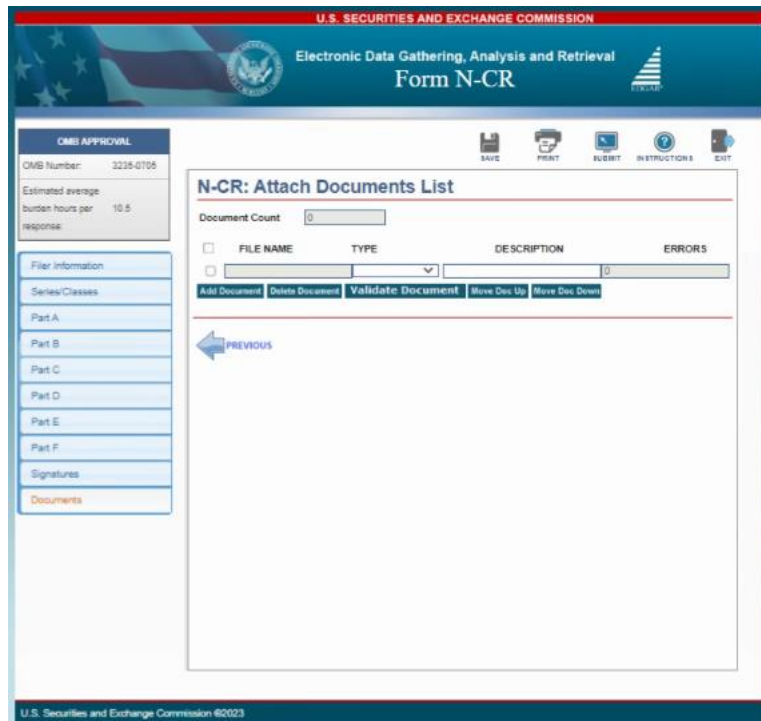 U.S. SECURITIES AND EXCHANGE COMMISSION
Electronic Data Gathering, Analysis and Retrieval
Form N-CR
EDGAR
OMB APPROVAL
OMB Number: 3235-0705
Estimated average
burden hours per 10.5
response:
SAVE PRINT SUBMIT INSTRUCTIONS EXIT
N-CR: Attach Documents List
Document Count 0
FILE NAME TYPE DESCRIPTION ERRORS
0
Add Document Delete Document Validate Document Move Doc Up Move Doc Down
PREVIOUS
Filer Information
Series/Classes
Part A
Part B
Part C
Part D
Part E
Part F
Signatures
Documents
U.S. Securities and Exchange Commission ©2023